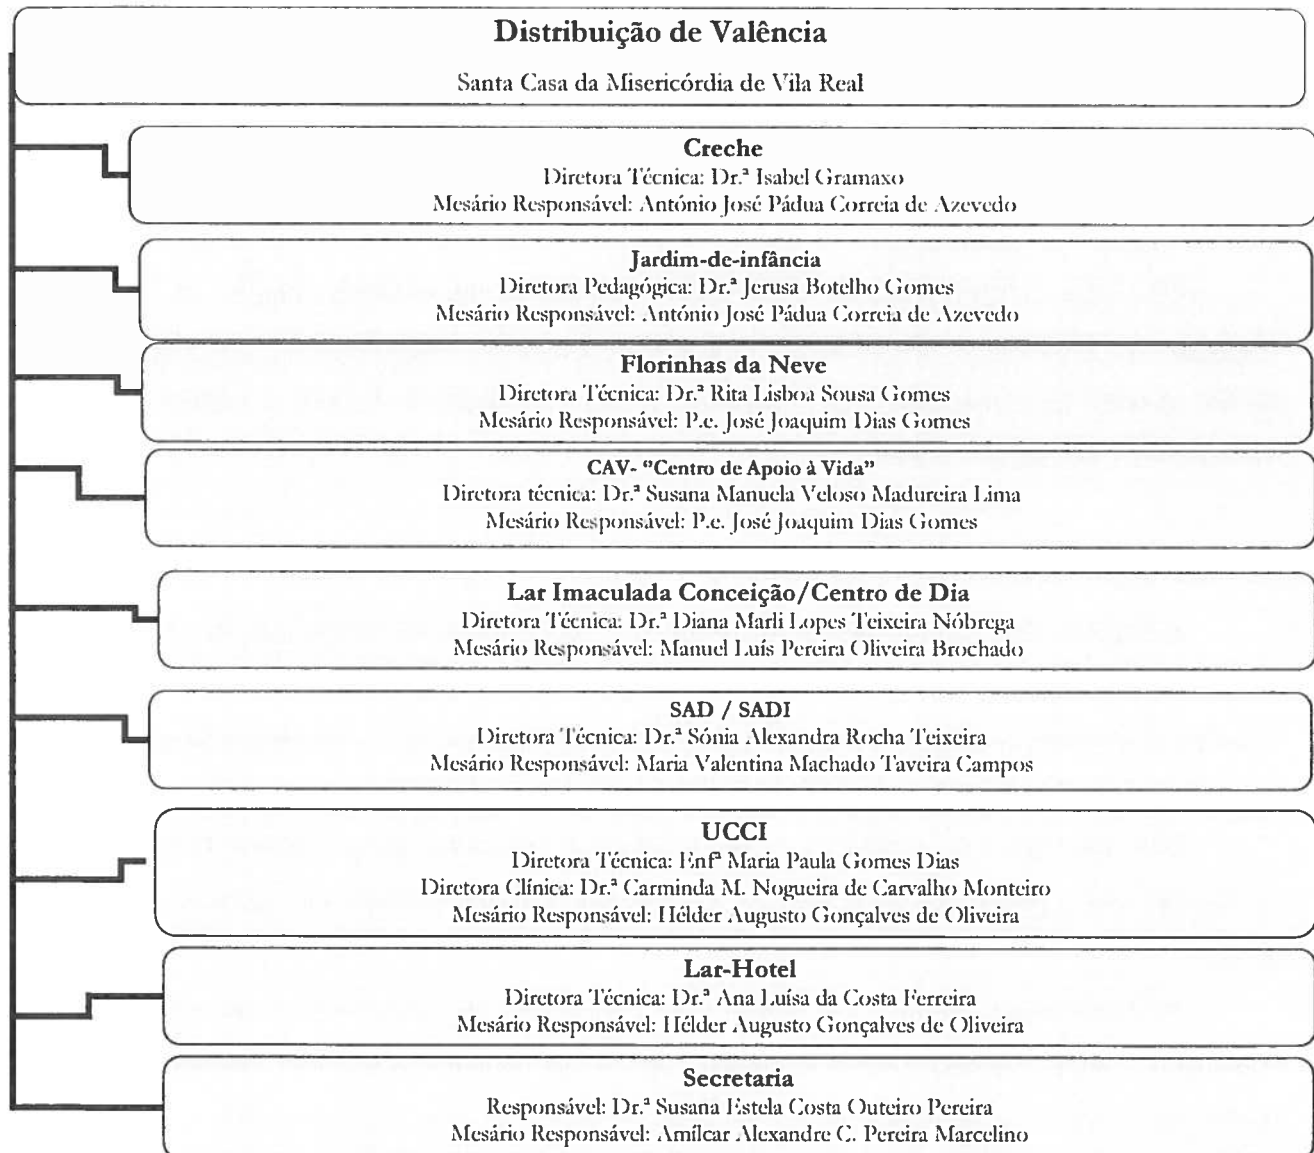 Distribuição de Valência
Santa Casa da Misericórdia de Vila Real
Creche
Diretora Técnica: Dr.ª Isabel Gramaxo
Mesário Responsável: António José Pádua Correia de Azevedo
Jardim-de-infância
Diretora Pedagógica: Dr.ª Jerusa Botelho Gomes
Mesário Responsável: António José Pádua Correia de Azevedo
Florinhas da Neve
Diretora Técnica: Dr.ª Rita Lisboa Sousa Gomes
Mesário Responsável: P.e. José Joaquim Dias Gomes
CAV- "Centro de Apoio à Vida"
Diretora técnica: Dr.ª Susana Manuela Veloso Madureira Lima
Mesário Responsável: P.e. José Joaquim Dias Gomes
Lar Imaculada Conceição/Centro de Dia
Diretora Técnica: Dr.ª Diana Marli Lopes Teixeira Nóbrega
Mesário Responsável: Manuel Luís Pereira Oliveira Brochado
SAD / SADI
Diretora Técnica: Dr.ª Sónia Alexandra Rocha Teixeira
Mesário Responsável: Maria Valentina Machado Taveira Campos
UCCI
Diretora Técnica: Enfª Maria Paula Gomes Dias
Diretora Clínica: Dr.ª Carminda M. Nogueira de Carvalho Monteiro
Mesário Responsável: Hélder Augusto Gonçalves de Oliveira
Lar-Hotel
Diretora Técnica: Dr.ª Ana Luísa da Costa Ferreira
Mesário Responsável: Hélder Augusto Gonçalves de Oliveira
Secretaria
Responsável: Dr.ª Susana Estela Costa Outeiro Pereira
Mesário Responsável: Amílcar Alexandre C. Pereira Marcelino